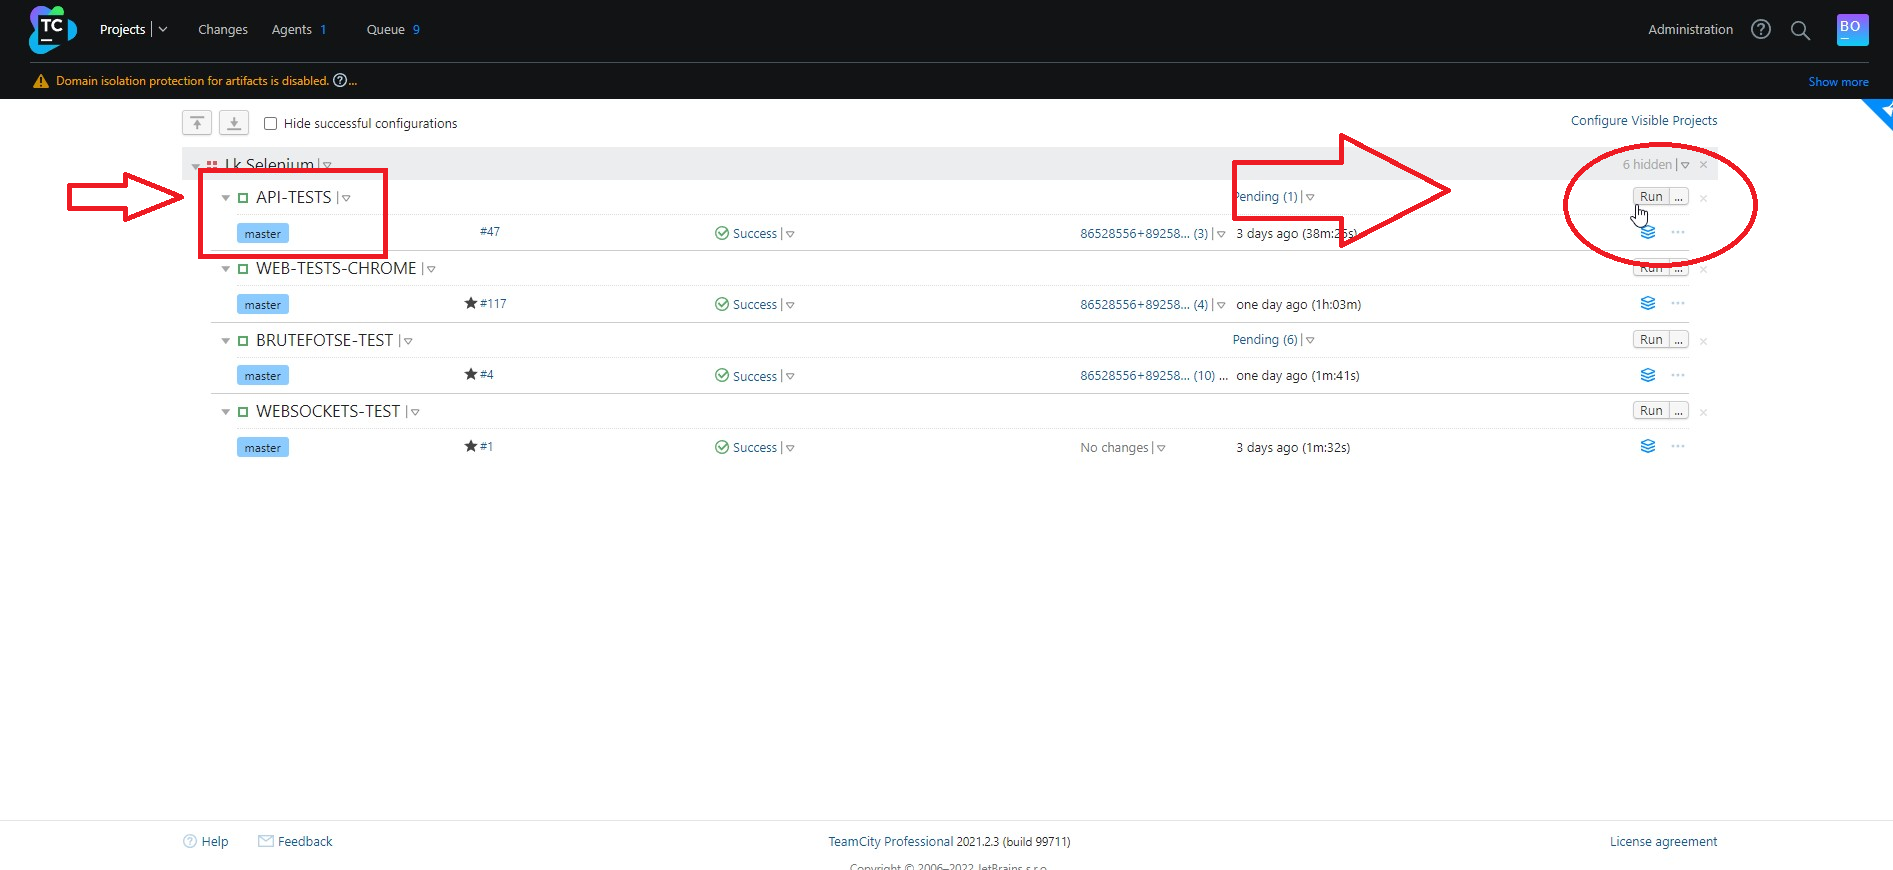 TC Projects Changes Agents 1 Queue 9 Administration ? BO
Domain isolation protection for artifacts is disabled. ? ... Show more
Hide successful configurations Configure Visible Projects
Lk Selenium 6 hidden
API-TESTS Pending (1) Run ...
master #47 Success 86528556+89258... (3) 3 days ago (38m:26s)
WEB-TESTS-CHROME Run ...
master #117 Success 86528556+89258... (4) one day ago (1h:03m)
BRUTEFOTSE-TEST Pending (6) Run ...
master #4 Success 86528556+89258... (10) ... one day ago (1m:41s)
WEBSOCKETS-TEST Run ...
master #1 Success No changes 3 days ago (1m:32s)
? Help Feedback TeamCity Professional 2021.2.3 (build 99711) License agreement
Copyright © 2006–2022 JetBrains s.r.o.